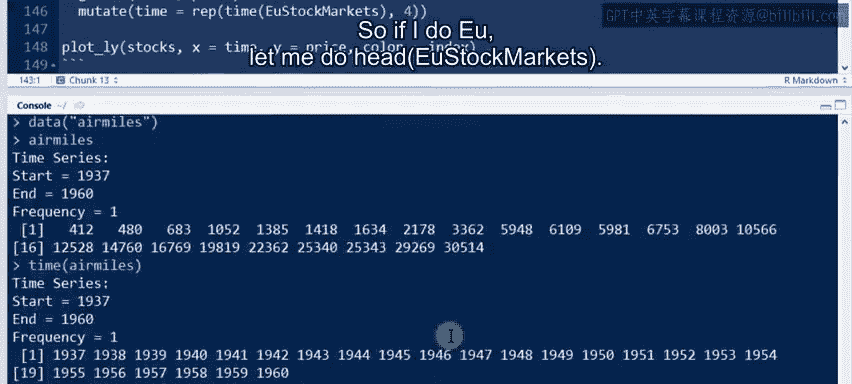 146 mutate(time = rep(time(EuStockMarkets), 4))
GPT中英字幕课程资源@bilibili.com
147
So if I do Eu,
148 plot_ly(stocks, x = time, y = price, color index)
149 ```
let me do head(EuStockMarkets).
143:1 Chunk 13 R Markdown
Console ~/
> data("airmiles")
> airmiles
Time Series:
Start = 1937
End = 1960
Frequency = 1
[1] 412 480 683 1052 1385 1418 1634 2178 3362 5948 6109 5981 6753 8003 10566
[16] 12528 14760 16769 19819 22362 25340 25343 29269 30514
> time(airmiles)
Time Series:
Start = 1937
End = 1960
Frequency = 1
[1] 1937 1938 1939 1940 1941 1942 1943 1944 1945 1946 1947 1948 1949 1950 1951 1952 1953 1954
[19] 1955 1956 1957 1958 1959 1960